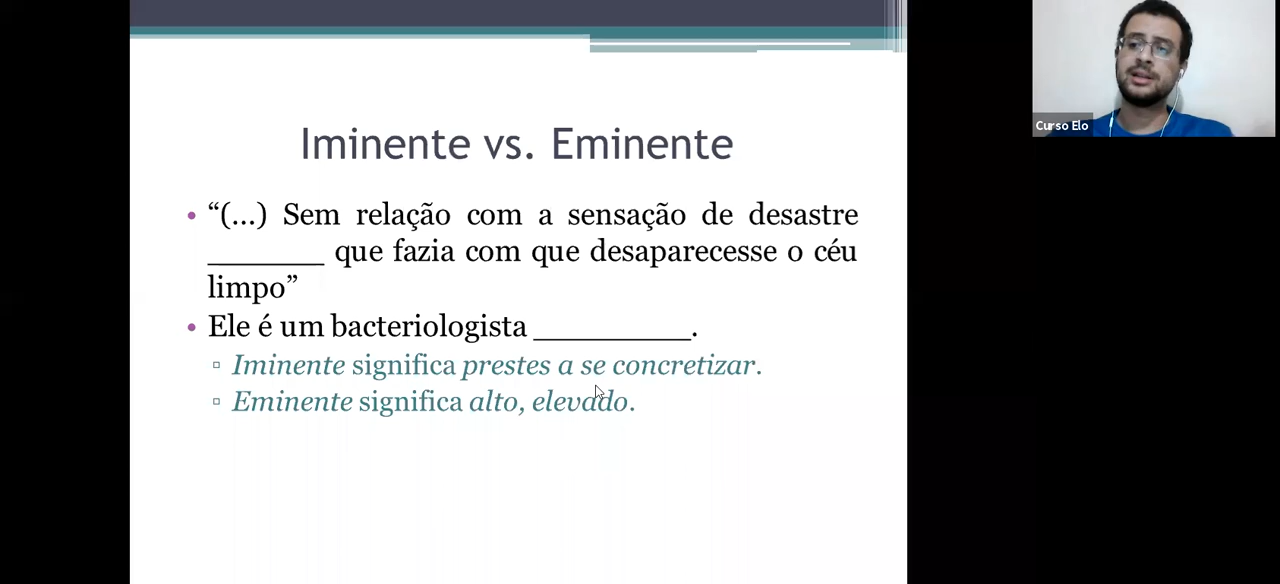 Iminente vs. Eminente
• “(...) Sem relação com a sensação de desastre
_______ que fazia com que desaparecesse o céu
limpo”
• Ele é um bacteriologista __________.
▫ Iminente significa prestes a se concretizar.
▫ Eminente significa alto, elevado.
Curso Elo